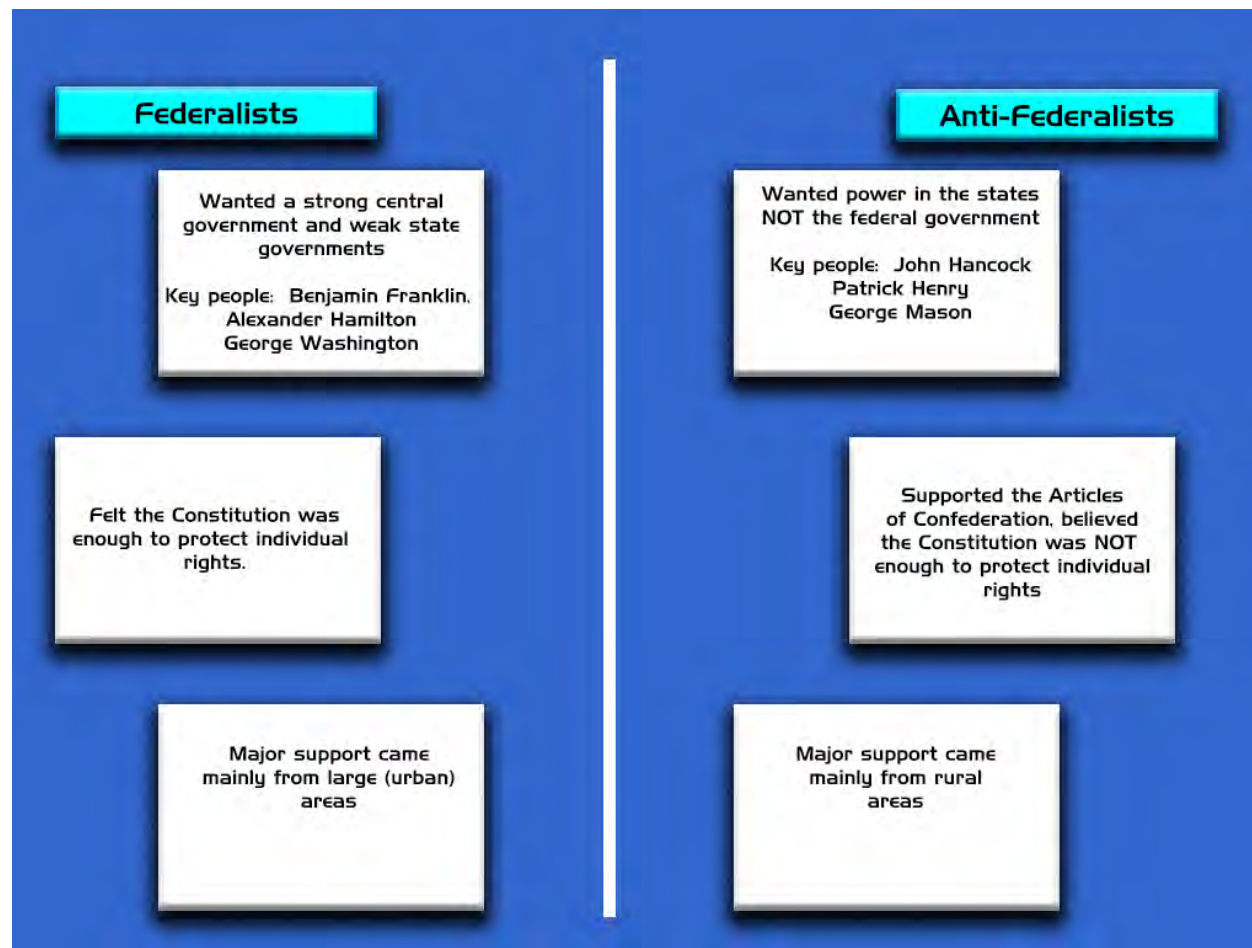 Federalists
Wanted a strong central
government and weak state
governments
Key people: Benjamin Franklin,
Alexander Hamilton
George Washington
Felt the Constitution was
enough to protect individual
rights.
Major support came
mainly from large (urban)
areas
Anti-Federalists
Wanted power in the states
NOT the federal government
Key people: John Hancock
Patrick Henry
George Mason
Supported the Articles
of Confederation, believed
the Constitution was NOT
enough to protect individual
rights
Major support came
mainly from rural
areas